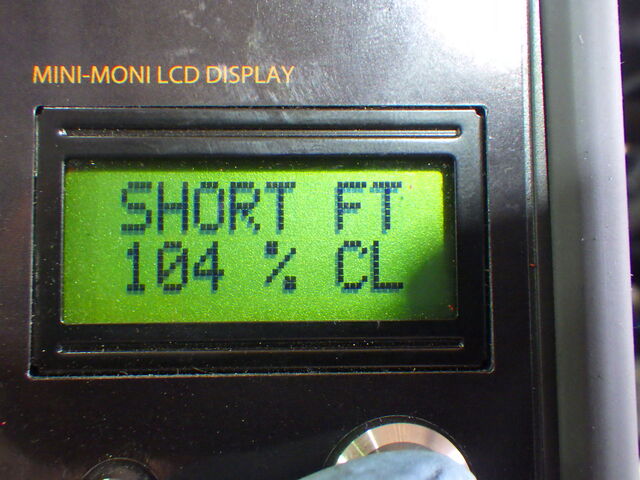 MINI-MONI LCD DISPLAY
SHORT FT
104 % CL